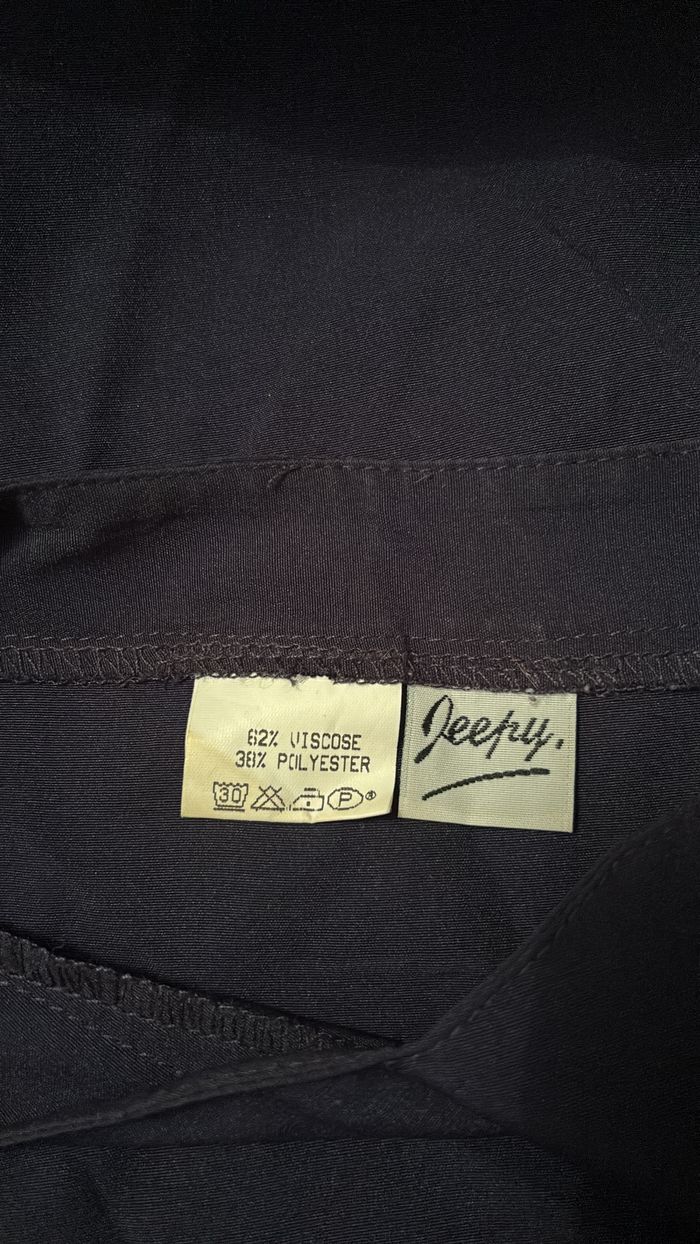 62% VISCOSE
38% POLYESTER
30
P
Jeepy.